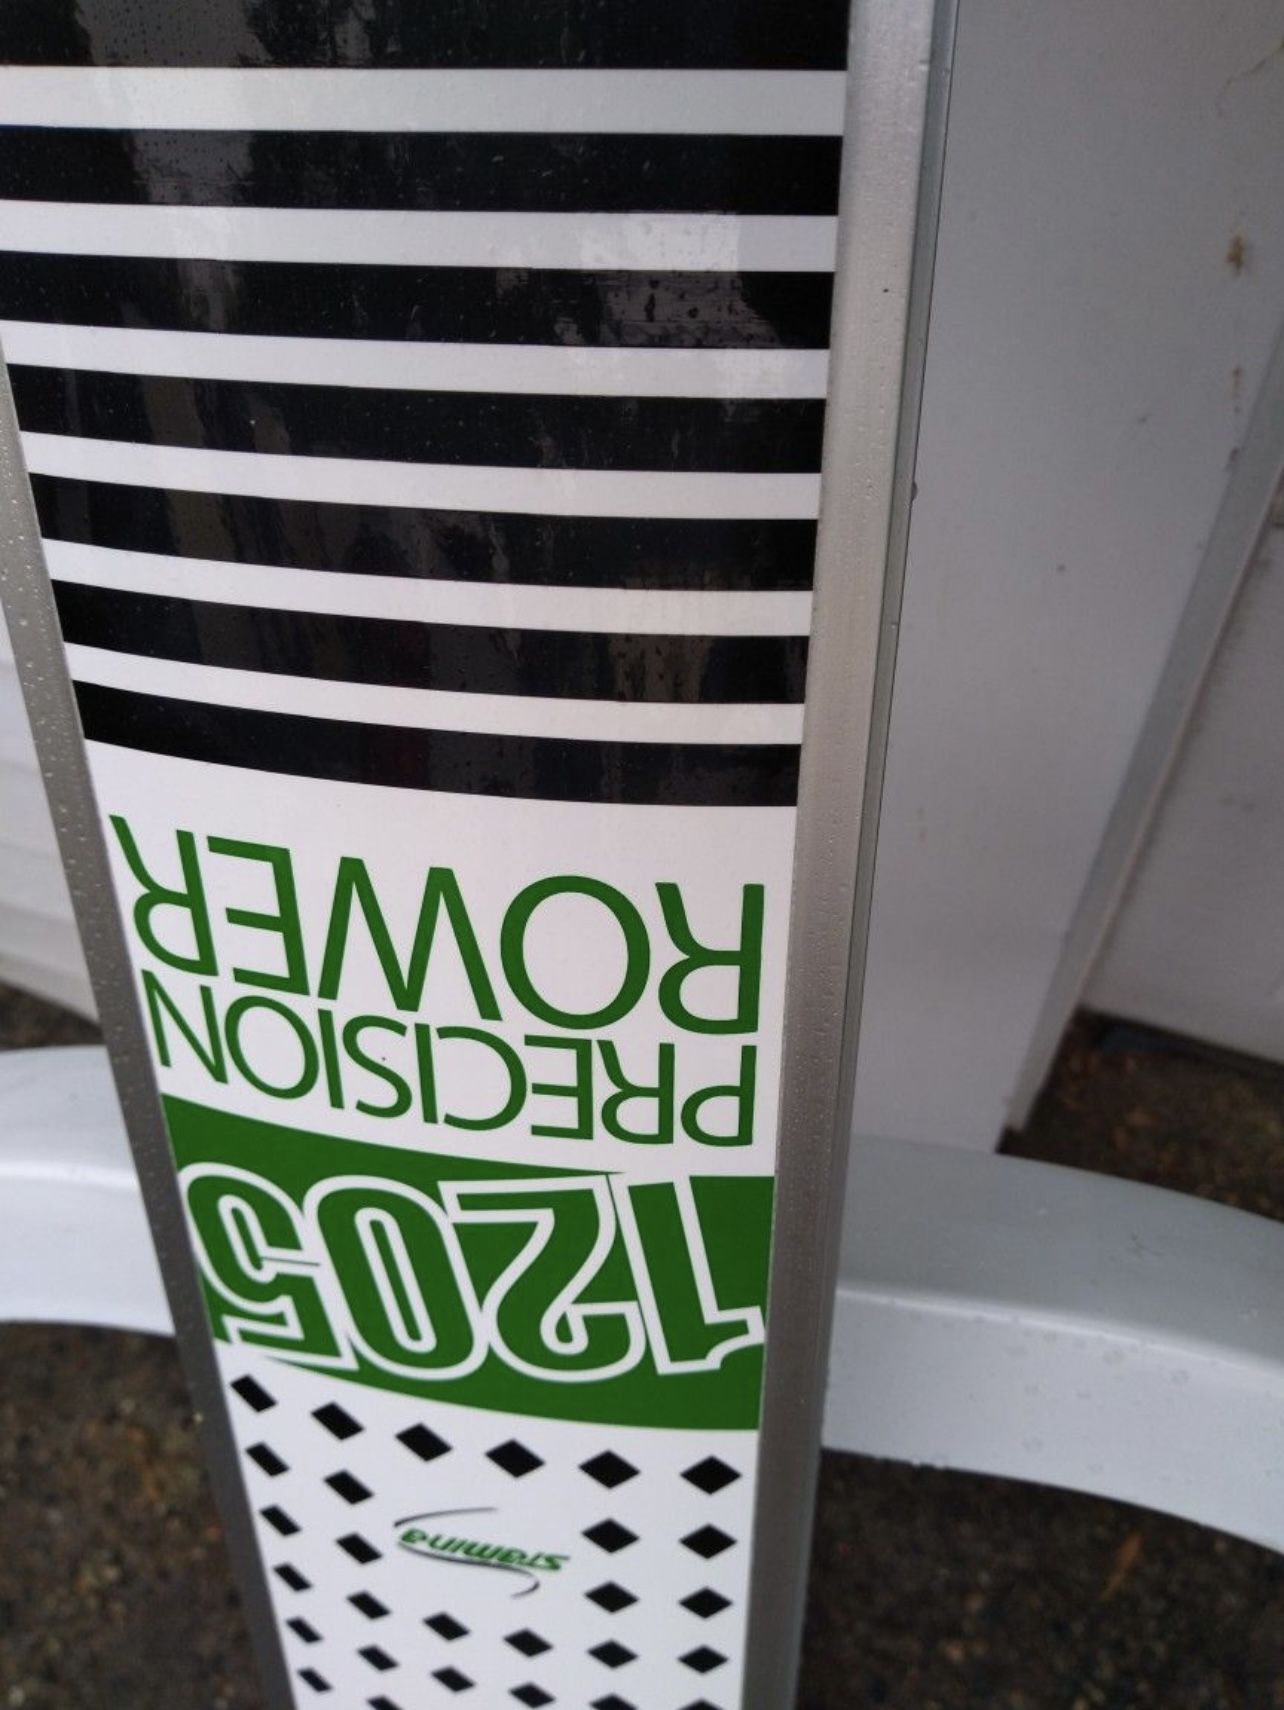 stamina
1205
PRECISION
ROWER